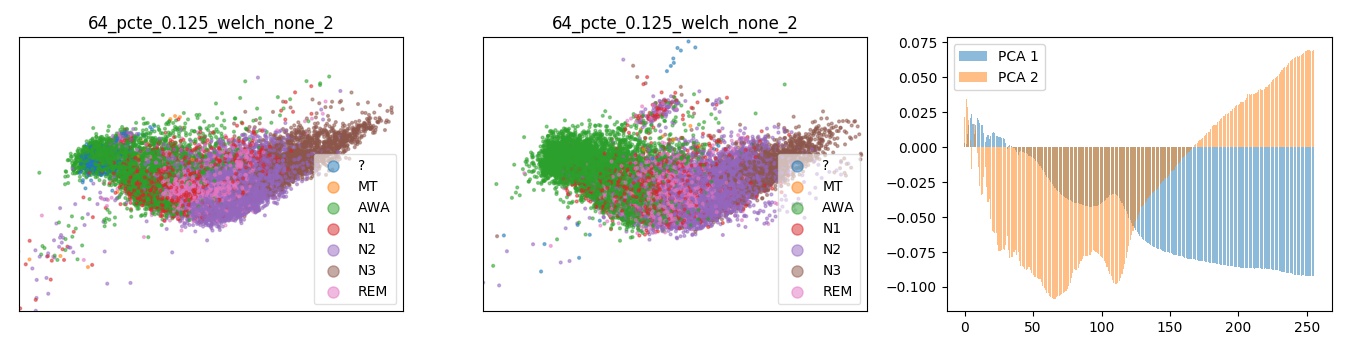 64_pcte_0.125_welch_none_2
?
MT
AWA
N1
N2
N3
REM
64_pcte_0.125_welch_none_2
?
MT
AWA
N1
N2
N3
REM
PCA 1
PCA 2
0.075
0.050
0.025
0.000
−0.025
−0.050
−0.075
−0.100
0
50
100
150
200
250